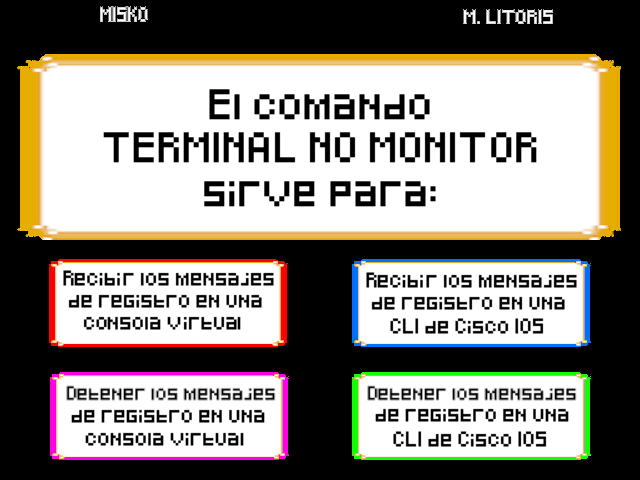 MISKO
M. LITORIS
El comando
TERMINAL NO MONITOR
sirve para:
Recibir los mensajes
de registro en una
consola virtual
Recibir los mensajes
de registro en una
CLI de Cisco IOS
Detener los mensajes
de registro en una
consola virtual
Detener los mensajes
de registro en una
CLI de Cisco IOS